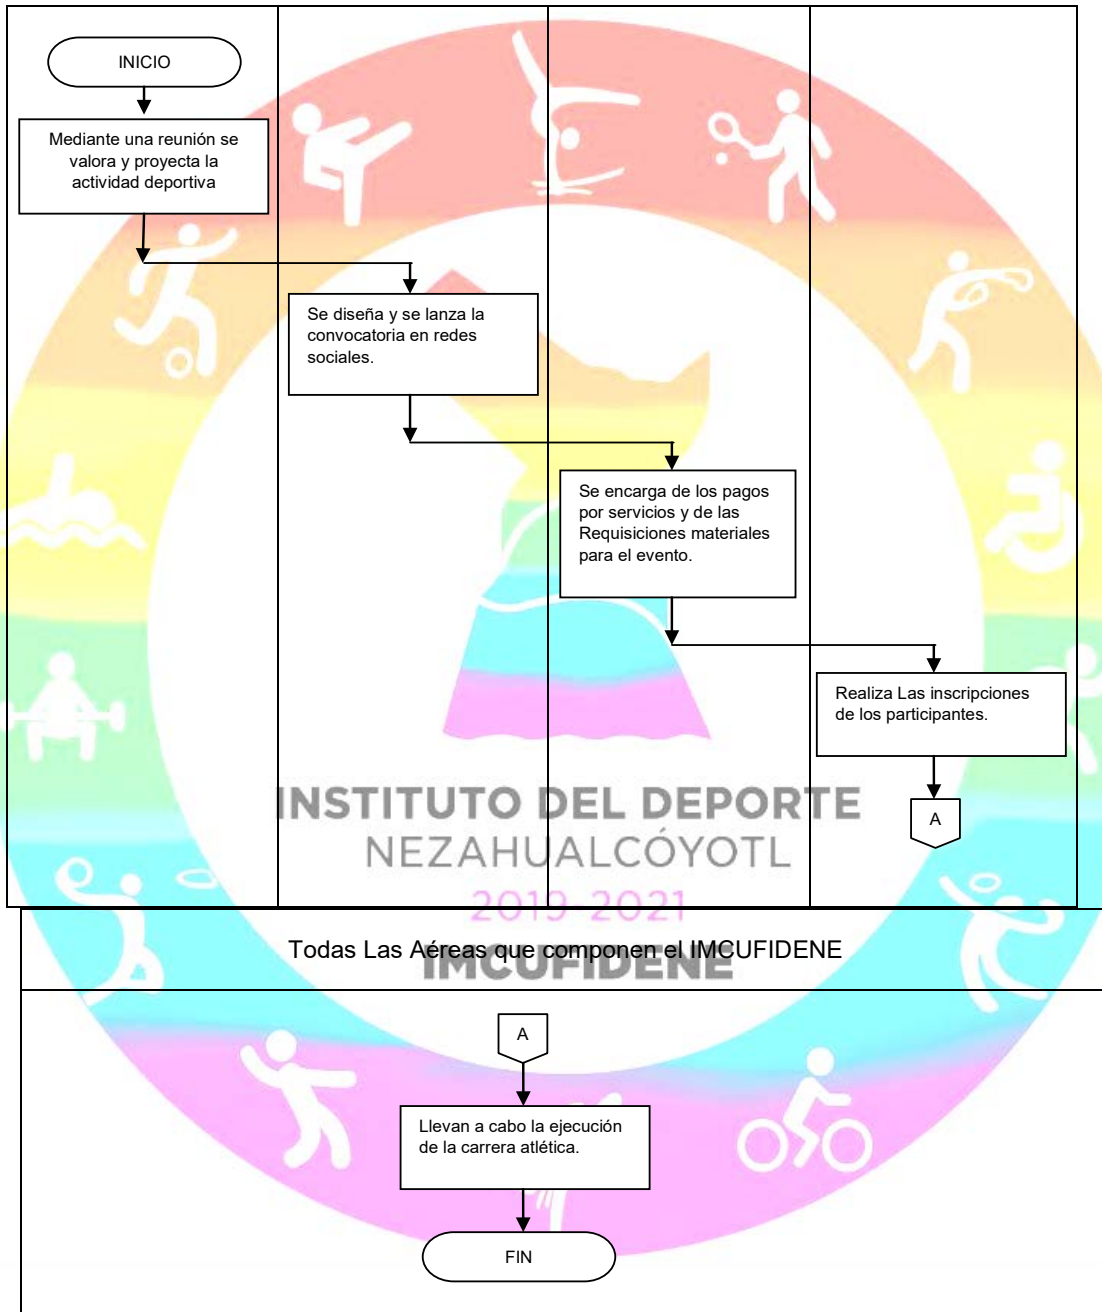 INICIO
Mediante una reunión se
valora y proyecta la
actividad deportiva
Se diseña y se lanza la
convocatoria en redes
sociales.
Se encarga de los pagos
por servicios y de las
Requisiciones materiales
para el evento.
Realiza Las inscripciones
de los participantes.
A
INSTITUTO DEL DEPORTE
NEZAHUALCÓYOTL
2019-2021
IMCUFIDENE
Todas Las Aéreas que componen el IMCUFIDENE
A
Llevan a cabo la ejecución
de la carrera atlética.
FIN